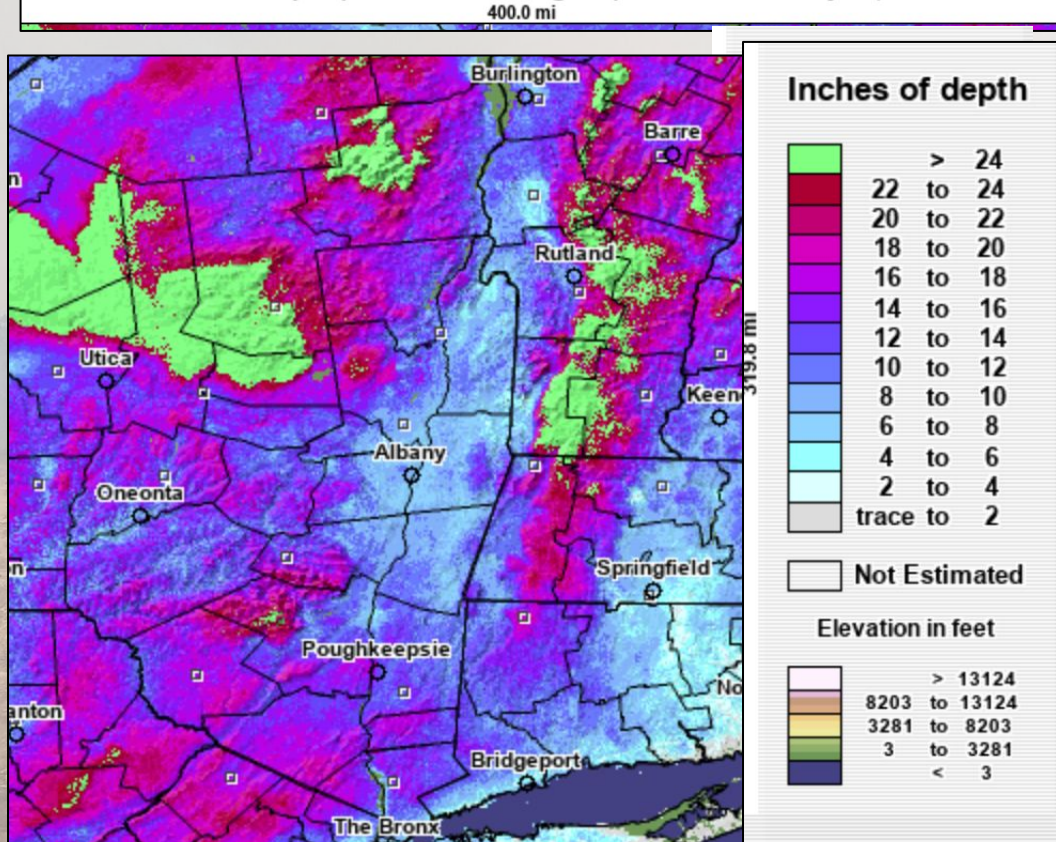 400.0 mi
Burlington
Barre
n
Rutland
Utica
Keen
Albany
Oneonta
n
Springfield
Poughkeepsie
No
anton
Bridgeport
The Bronx
319.8 mi
Inches of depth
> 24
22 to 24
20 to 22
18 to 20
16 to 18
14 to 16
12 to 14
10 to 12
8 to 10
6 to 8
4 to 6
2 to 4
trace to 2
Not Estimated
Elevation in feet
> 13124
8203 to 13124
3281 to 8203
3 to 3281
< 3